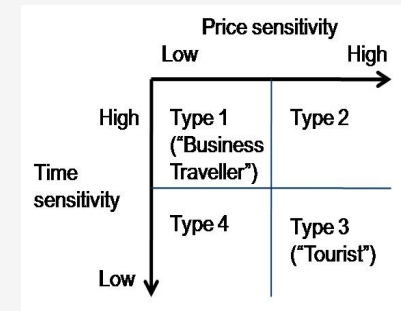 Price sensitivity
Low High
High Type 1 Type 2
("Business
Traveller")
Time
sensitivity
Type 4 Type 3
("Tourist")
Low